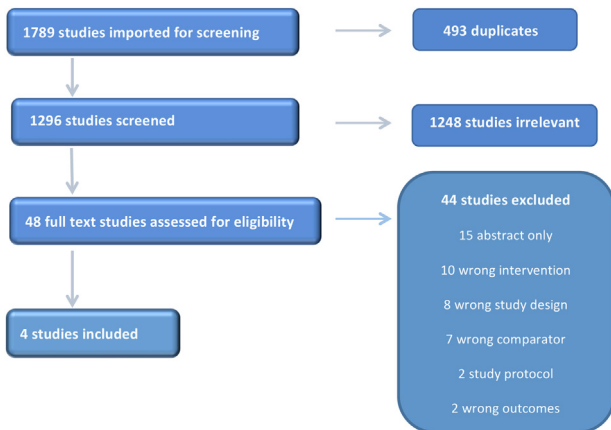 1789 studies imported for screening
493 duplicates
1296 studies screened
1248 studies irrelevant
48 full text studies assessed for eligibility
44 studies excluded
15 abstract only
10 wrong intervention
8 wrong study design
7 wrong comparator
2 study protocol
2 wrong outcomes
4 studies included